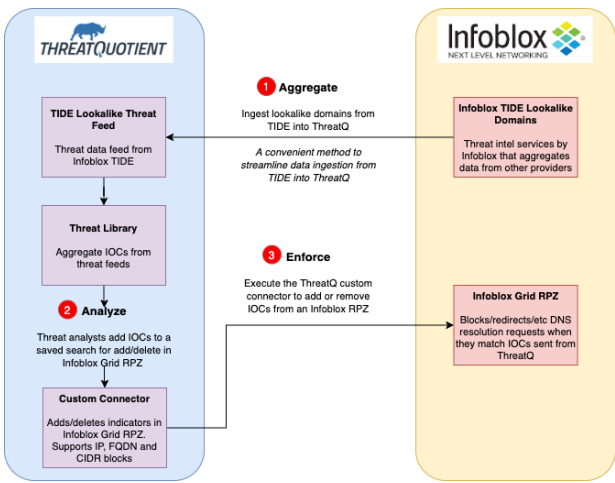 THREATQUOTIENT
Infoblox
NEXT LEVEL NETWORKING
1 Aggregate
Ingest lookalike domains from
TIDE into ThreatQ
A convenient method to
streamline data ingestion from
TIDE into ThreatQ
TIDE Lookalike Threat
Feed
Threat data feed from
Infoblox TIDE
Infoblox TIDE Lookalike
Domains
Threat intel services by
Infoblox that aggregates
data from other providers
Threat Library
Aggregate IOCs from
threat feeds
2 Analyze
Threat analysts add IOCs to a
saved search for add/delete in
Infoblox Grid RPZ
3 Enforce
Execute the ThreatQ custom
connector to add or remove
IOCs from an Infoblox RPZ
Infoblox Grid RPZ
Blocks/redirects/etc DNS
resolution requests when
they match IOCs sent from
ThreatQ
Custom Connector
Adds/deletes indicators in
Infoblox Grid RPZ.
Supports IP, FQDN and
CIDR blocks